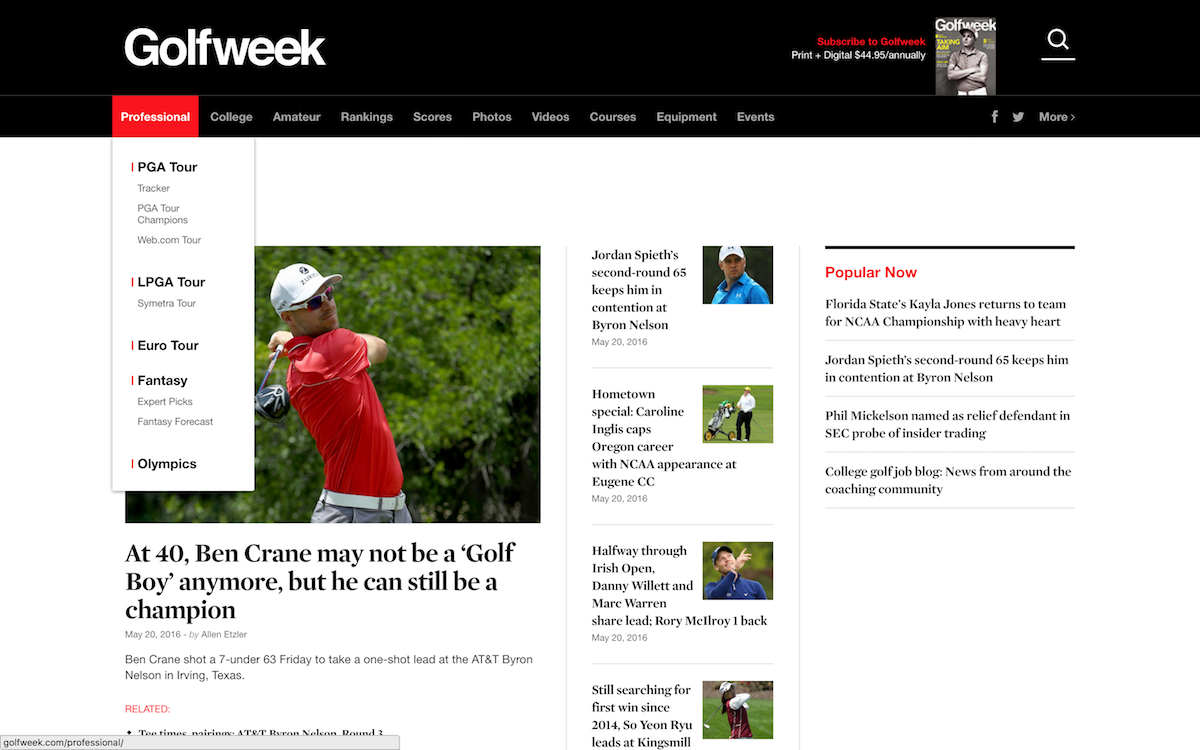 Golfweek
Subscribe to Golfweek
Print + Digital $44.95/annually
Golfweek
TAKING
AIM
Professional
College
Amateur
Rankings
Scores
Photos
Videos
Courses
Equipment
Events
More ›
PGA Tour
Tracker
PGA Tour
Champions
Web.com Tour
LPGA Tour
Symetra Tour
Euro Tour
Fantasy
Expert Picks
Fantasy Forecast
Olympics
ZURICH
At 40, Ben Crane may not be a ‘Golf
Boy’ anymore, but he can still be a
champion
May 20, 2016 - by Allen Etzler
Ben Crane shot a 7-under 63 Friday to take a one-shot lead at the AT&T Byron
Nelson in Irving, Texas.
RELATED:
Tee times, pairings: AT&T Byron Nelson, Round 3
Jordan Spieth’s
second-round 65
keeps him in
contention at
Byron Nelson
May 20, 2016
Hometown
special: Caroline
Inglis caps
Oregon career
with NCAA appearance at
Eugene CC
May 20, 2016
Halfway through
Irish Open,
Danny Willett and
Marc Warren
share lead; Rory McIlroy 1 back
May 20, 2016
Still searching for
first win since
2014, So Yeon Ryu
leads at Kingsmill
Popular Now
Florida State’s Kayla Jones returns to team
for NCAA Championship with heavy heart
Jordan Spieth’s second-round 65 keeps him
in contention at Byron Nelson
Phil Mickelson named as relief defendant in
SEC probe of insider trading
College golf job blog: News from around the
coaching community
golfweek.com/professional/